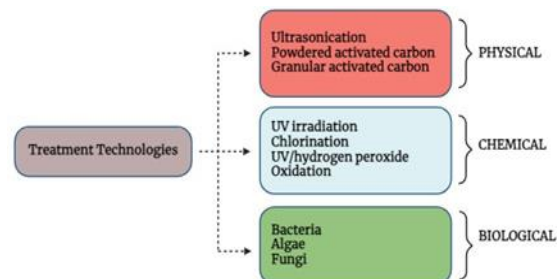 Ultrasonication
Powdered activated carbon
Granular activated carbon
PHYSICAL
Treatment Technologies
UV irradiation
Chlorination
UV/hydrogen peroxide
Oxidation
CHEMICAL
Bacteria
Algae
Fungi
BIOLOGICAL